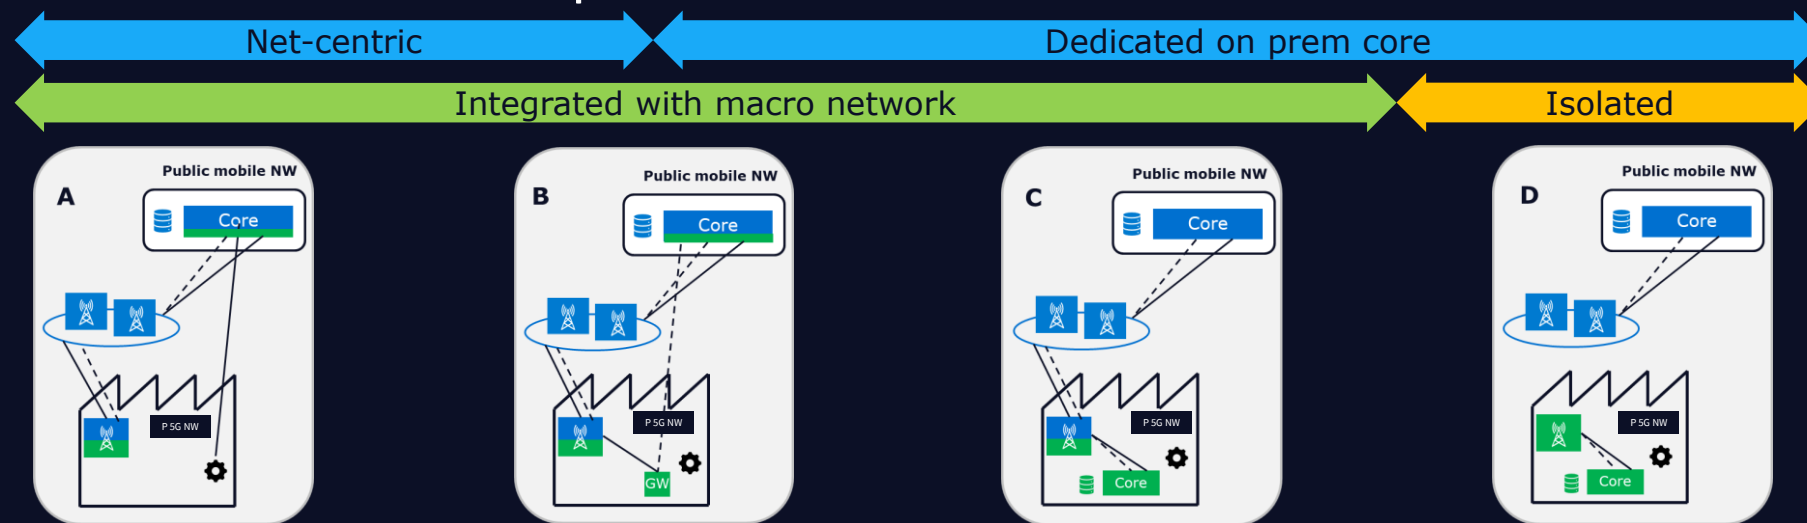 Net-centric
Dedicated on prem core
Integrated with macro network
Isolated
A
Public mobile NW
Core
P 5G NW
B
Public mobile NW
Core
P 5G NW
GW
C
Public mobile NW
Core
P 5G NW
Core
D
Public mobile NW
Core
P 5G NW
Core